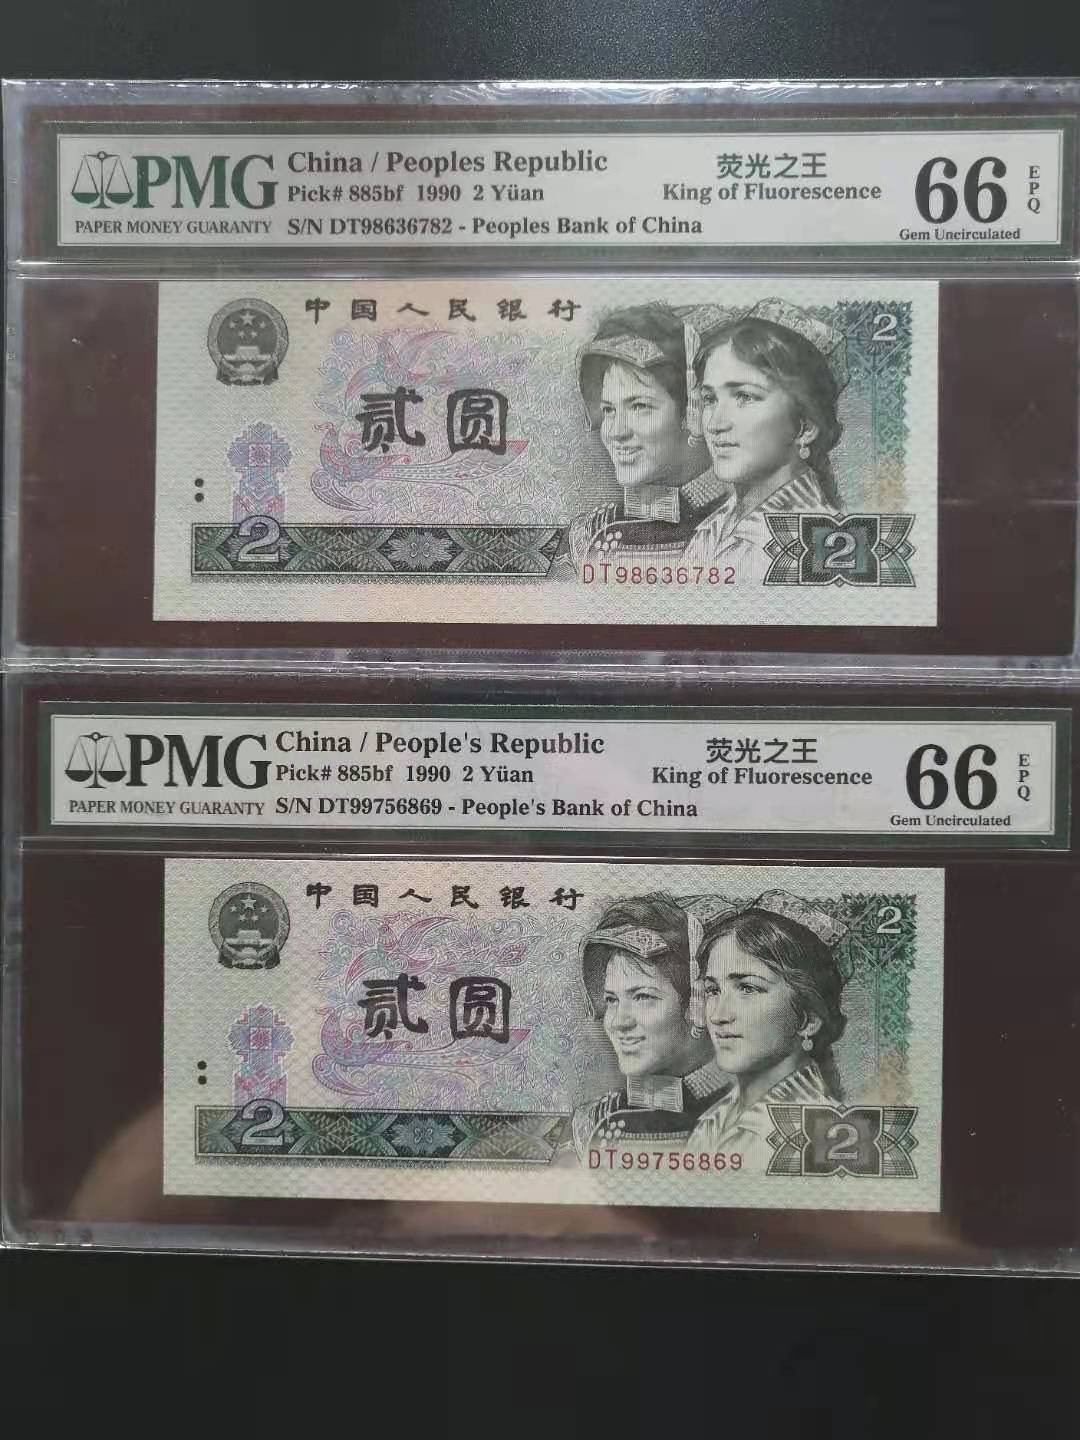 PMG
PAPER MONEY GUARANTY
China / Peoples Republic
Pick# 885bf 1990 2 Yüan
S/N DT98636782 - Peoples Bank of China
荧光之王
King of Fluorescence
66
EPQ
Gem Uncirculated
中国人民银行
2
贰圆
2
2
DT98636782
PMG
PAPER MONEY GUARANTY
China / People's Republic
Pick# 885bf 1990 2 Yüan
S/N DT99756869 - People's Bank of China
荧光之王
King of Fluorescence
66
EPQ
Gem Uncirculated
中国人民银行
2
贰圆
2
2
DT99756869